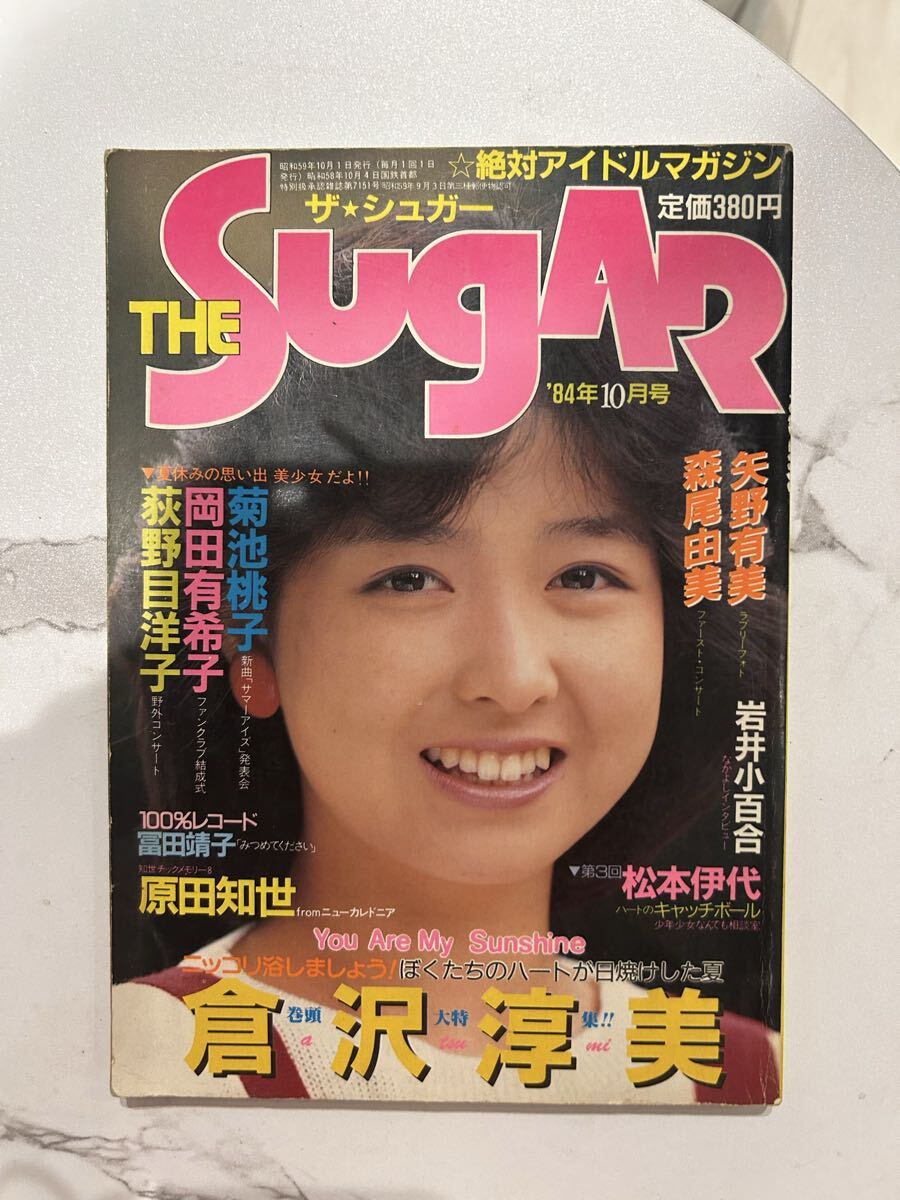 昭和59年10月1日発行（毎月1回1日
発行）昭和58年10月4日国鉄首都
特別扱承認雑誌第7151号 昭和59年9月3日第三種郵便物認可
☆絶対アイドルマガジン
ザ★シュガー
定価380円
THE SugAR
'84年10月号
▼夏休みの思い出 美少女だよ!!
菊池桃子
新曲「サマーアイズ」発表会
岡田有希子
ファンクラブ結成式
荻野目洋子
野外コンサート
矢野有美
ラブリーフォト
森尾由美
ファースト・コンサート
岩井小百合
なかよしインタビュー
100%レコード
冨田靖子「みつめてください」
知世チックメモリー8
原田知世fromニューカレドニア
▼第3回松本伊代
ハートのキャッチボール
少年少女なんでも相談室
You Are My Sunshine
ニッコリ浴しましょう!ぼくたちのハートが日焼けした夏
倉沢淳美
巻頭 大特 集!!
a tsu mi